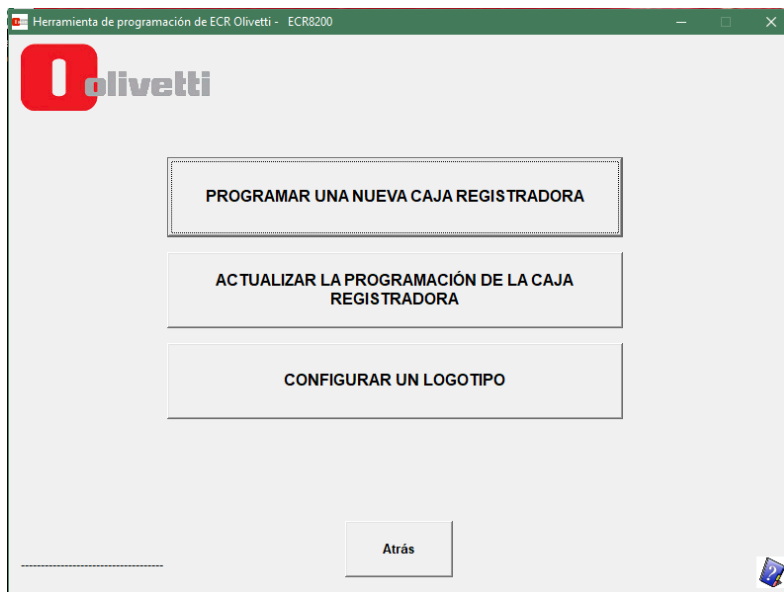 Herramienta de programación de ECR Olivetti - ECR8200
olivetti
PROGRAMAR UNA NUEVA CAJA REGISTRADORA
ACTUALIZAR LA PROGRAMACIÓN DE LA CAJA
REGISTRADORA
CONFIGURAR UN LOGOTIPO
Atrás
--------------------------------
?